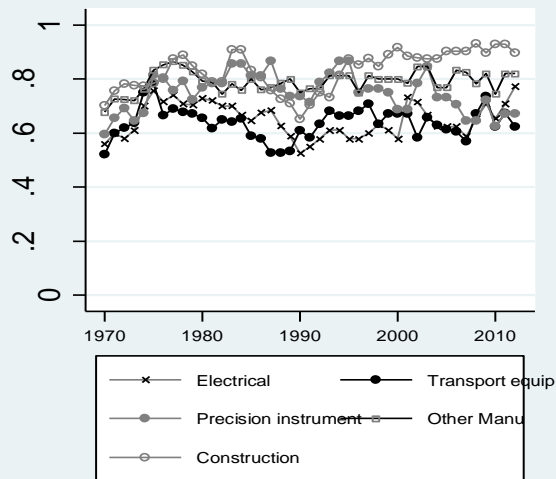 1
.8
.6
.4
.2
0
1970 1980 1990 2000 2010
Electrical Transport equip
Precision instrument Other Manu
Construction